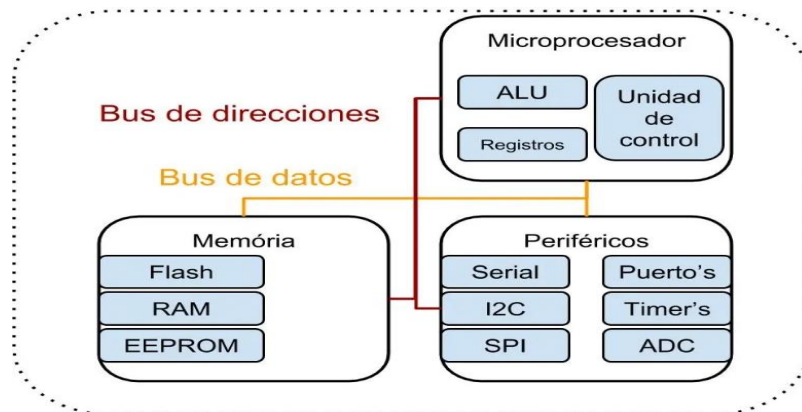 Microprocesador
ALU
Unidad
de
control
Registros
Bus de direcciones
Bus de datos
Memória
Flash
RAM
EEPROM
Periféricos
Serial
Puerto's
I2C
Timer's
SPI
ADC